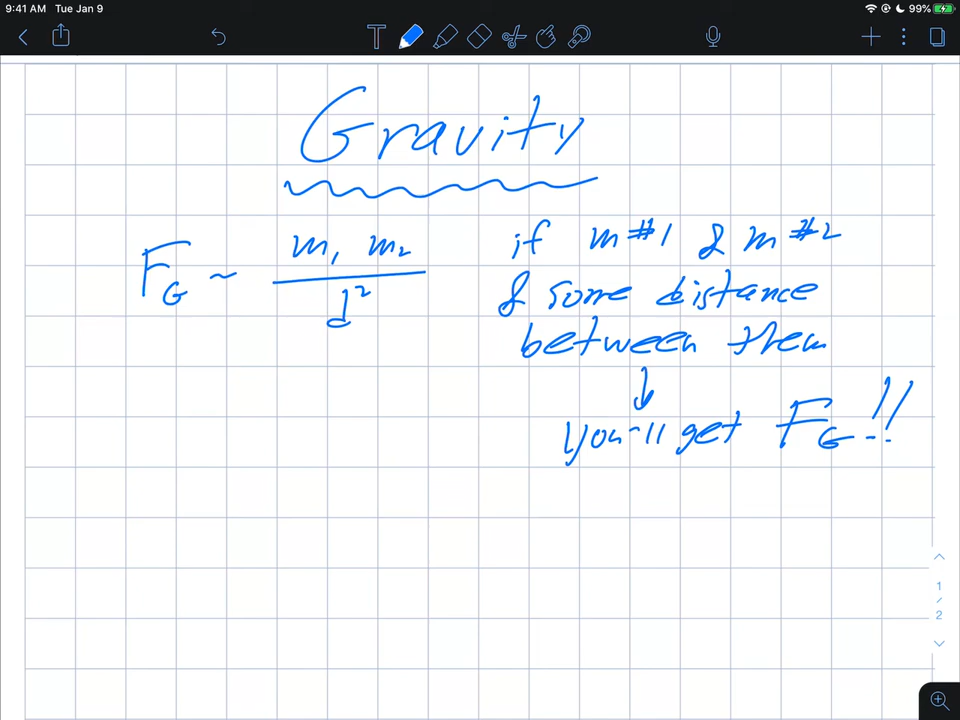 9:41 AM Tue Jan 9
99%
T
Gravity
F_G ~ m₁ m₂ / d²
if m #1 & m #2
& some distance
between them
↓
you'll get F_G !!
1
/
2